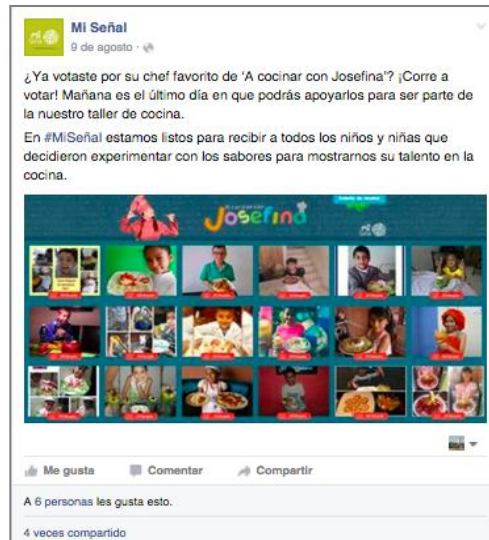 Mi Señal
9 de agosto ·
¿Ya votaste por su chef favorito de 'A cocinar con Josefina'? ¡Corre a
votar! Mañana es el último día en que podrás apoyarlos para ser parte de
la nuestro taller de cocina.
En #MiSeñal estamos listos para recibir a todos los niños y niñas que
decidieron experimentar con los sabores para mostrarnos su talento en la
cocina.
Josefina
Me gusta Comentar Compartir
A 6 personas les gusta esto.
4 veces compartido